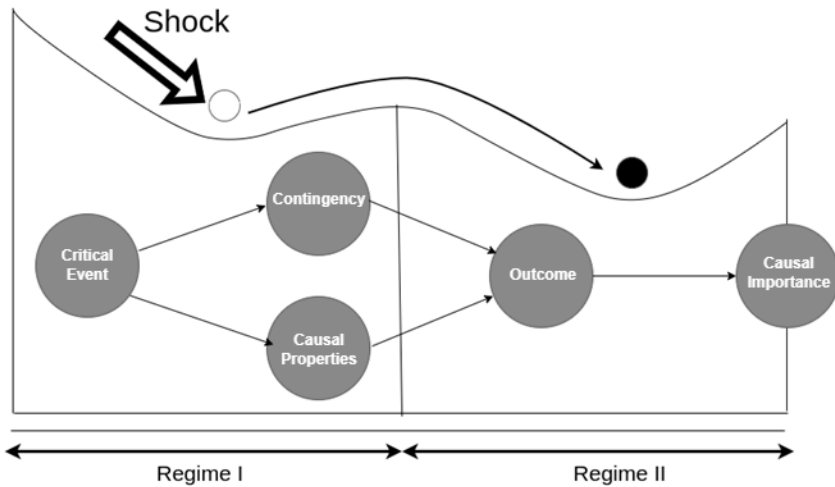 Shock
Contingency
Critical
Event
Outcome
Causal
Importance
Causal
Properties
Regime I
Regime II